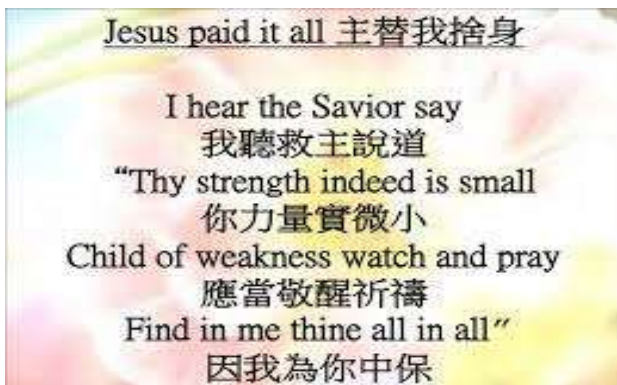 Jesus paid it all 主替我捨身
I hear the Savior say
我聽救主說道
“Thy strength indeed is small
你力量實微小
Child of weakness watch and pray
應當敬醒祈禱
Find in me thine all in all”
因我為你中保